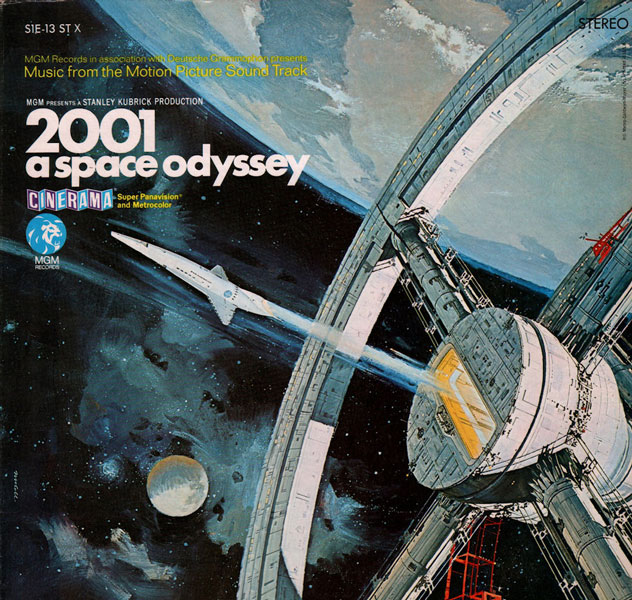 S1E-13 ST X
STEREO
MGM Records in association with Deutsche Grammophon presents
Music from the Motion Picture Sound Track
MGM PRESENTS A STANLEY KUBRICK PRODUCTION
2001
a space odyssey
CINERAMA® Super Panavision®
and Metrocolor
MGM
RECORDS